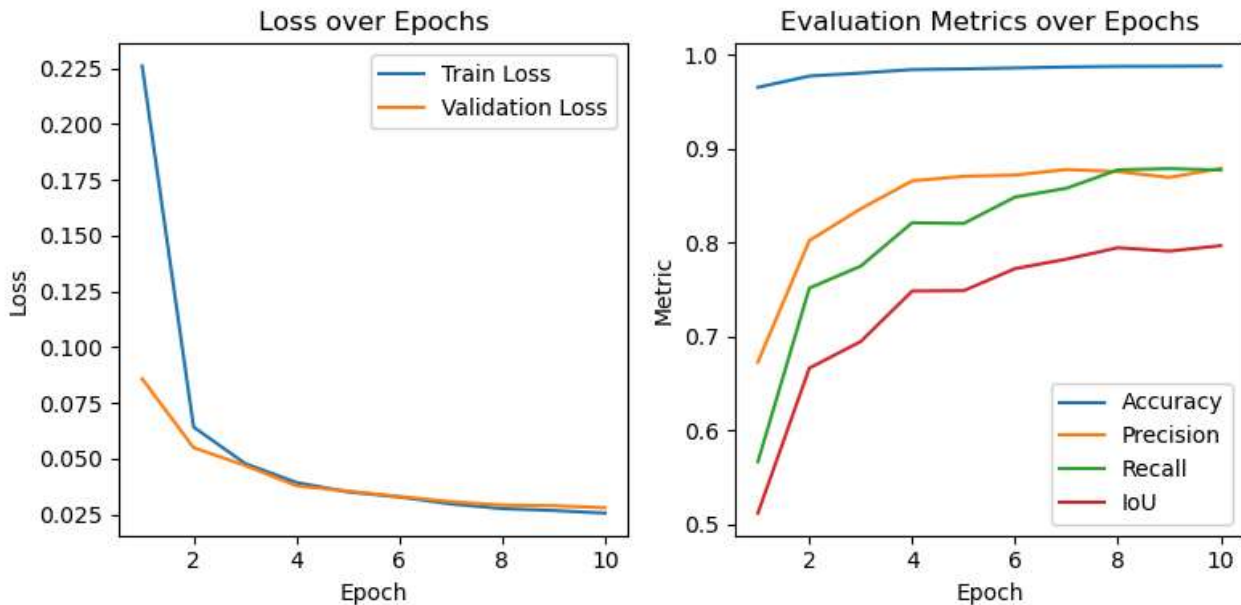 Loss over Epochs
0.225
0.200
0.175
0.150
0.125
0.100
0.075
0.050
0.025
Loss
2
4
6
8
10
Epoch
Train Loss
Validation Loss
Evaluation Metrics over Epochs
1.0
0.9
0.8
0.7
0.6
0.5
Metric
2
4
6
8
10
Epoch
Accuracy
Precision
Recall
IoU